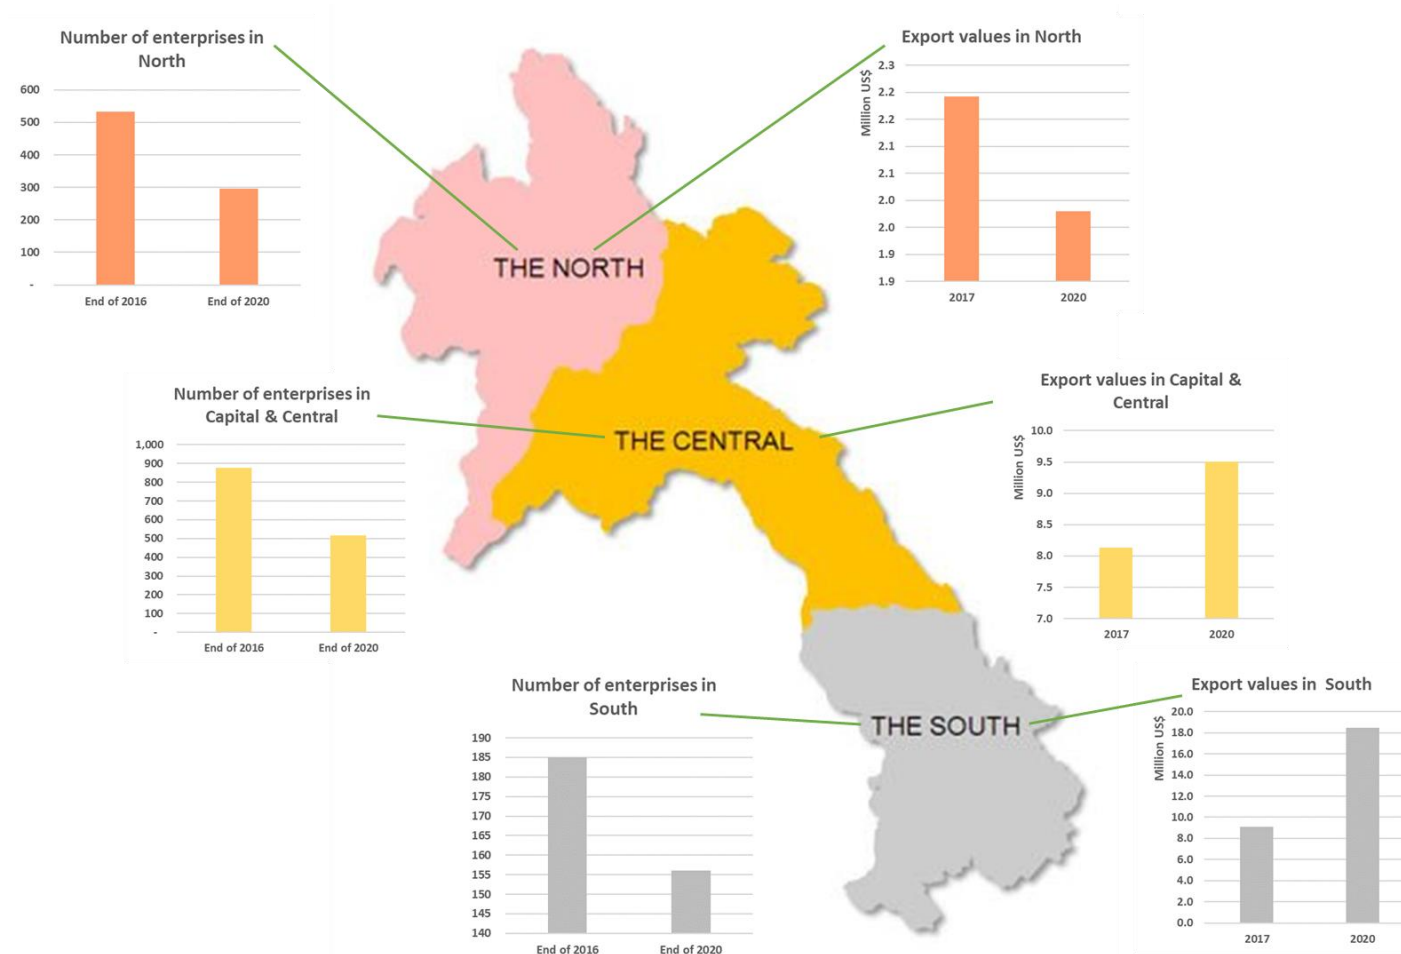 Number of enterprises in
North
600
500
400
300
200
100
-
End of 2016
End of 2020
Export values in North
Million US$
2.3
2.2
2.2
2.1
2.1
2.0
2.0
1.9
1.9
2017
2020
THE NORTH
Number of enterprises in
Capital & Central
1,000
900
800
700
600
500
400
300
200
100
-
End of 2016
End of 2020
THE CENTRAL
Export values in Capital &
Central
Million US$
10.0
9.5
9.0
8.5
8.0
7.5
7.0
2017
2020
Number of enterprises in
South
190
185
180
175
170
165
160
155
150
145
140
End of 2016
End of 2020
THE SOUTH
Export values in South
Million US$
20.0
18.0
16.0
14.0
12.0
10.0
8.0
6.0
4.0
2.0
0.0
2017
2020